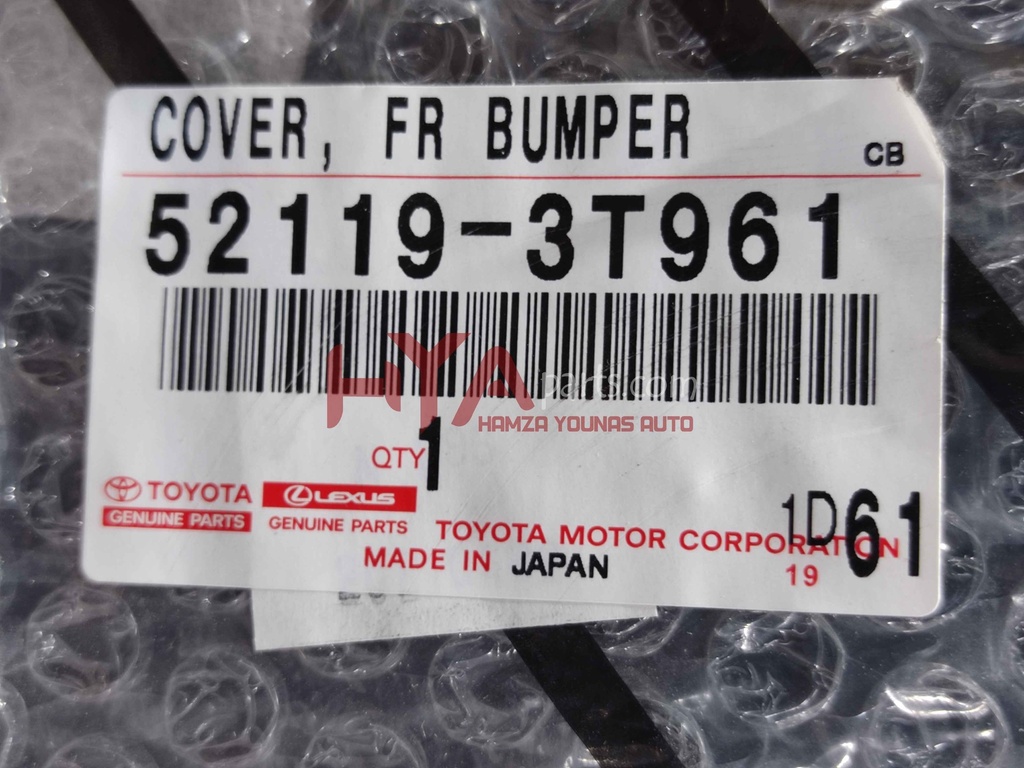 COVER, FR BUMPER
CB
52119-3T961
HYA parts.com
HAMZA YOUNAS AUTO
QTY 1
TOYOTA
GENUINE PARTS
LEXUS
GENUINE PARTS
1D61
TOYOTA MOTOR CORPORATION
MADE IN JAPAN
19